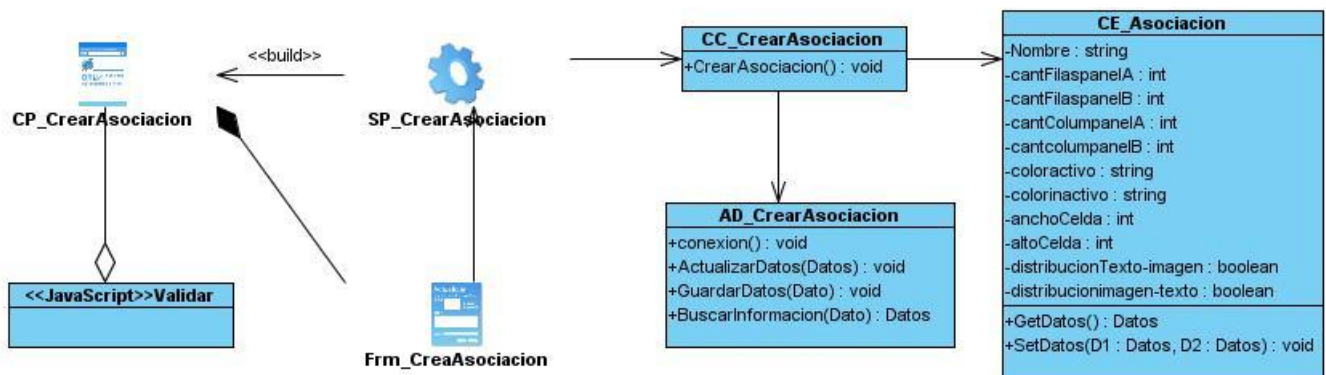 <<build>>
CP_CrearAsociacion
SP_CrearAsociacion
<<JavaScript>>Validar
Frm_CreaAsociacion
CC_CrearAsociacion
+CrearAsociacion() : void
AD_CrearAsociacion
+conexion() : void
+ActualizarDatos(Datos) : void
+GuardarDatos(Dato) : void
+BuscarInformacion(Dato) : Datos
CE_Asociacion
-Nombre : string
-cantFilaspanelA : int
-cantFilaspanelB : int
-cantColumpanelA : int
-cantcolumpanelB : int
-coloractivo : string
-colorinactivo : string
-anchoCelda : int
-altoCelda : int
-distribucionTexto-imagen : boolean
-distribucionimagen-texto : boolean
+GetDatos() : Datos
+SetDatos(D1 : Datos, D2 : Datos) : void